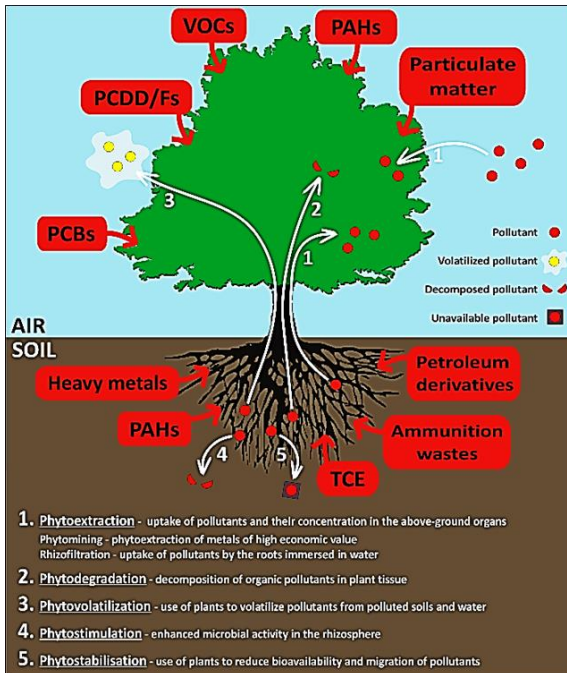 VOCs
PAHs
Particulate
matter
PCDD/Fs
1
2
3
1
PCBs
Pollutant
Volatilized pollutant
Decomposed pollutant
Unavailable pollutant
AIR
SOIL
Heavy metals
Petroleum
derivatives
PAHs
Ammunition
wastes
4
5
TCE
1. Phytoextraction - uptake of pollutants and their concentration in the above-ground organs
Phytomining - phytoextraction of metals of high economic value
Rhizofiltration - uptake of pollutants by the roots immersed in water
2. Phytodegradation - decomposition of organic pollutants in plant tissue
3. Phytovolatilization - use of plants to volatilize pollutants from polluted soils and water
4. Phytostimulation - enhanced microbial activity in the rhizosphere
5. Phytostabilisation - use of plants to reduce bioavailability and migration of pollutants